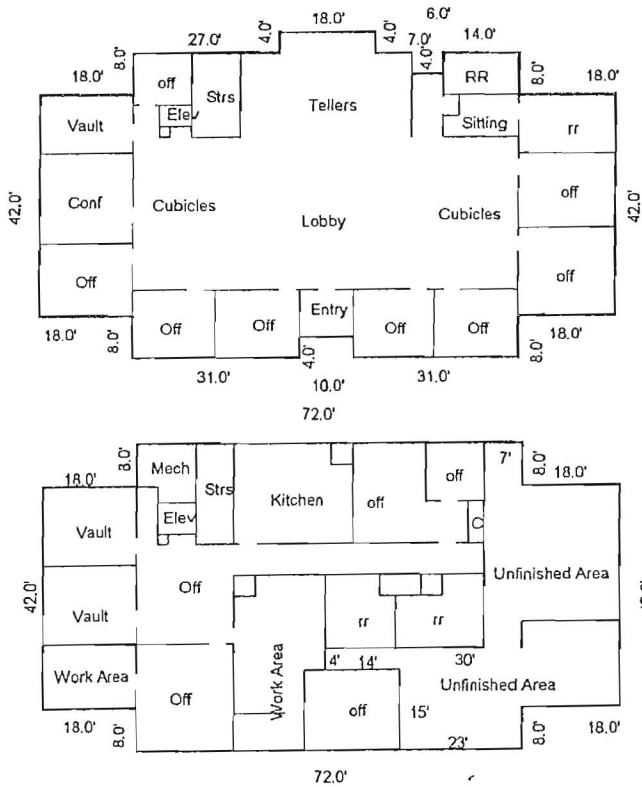 6.0'
18.0'
27.0' 4.0' 4.0' 7.0' 14.0'
18.0' 8.0' 4.0' 8.0' 18.0'
off Strs Tellers RR
Elev
Vault Sitting rr
42.0' Conf Cubicles Lobby Cubicles off 42.0'
Off Entry off
Off Off Off Off
18.0' 8.0' 4.0' 8.0' 18.0'
31.0' 10.0' 31.0'
72.0'
8.0' Mech Strs Kitchen off off 7' 8.0'
18.0' 18.0'
Vault Elev C
42.0' Off Unfinished Area
Vault rr rr
Work Area Work Area 4' 14' 30'
Off off 15' Unfinished Area
18.0' 8.0' 23' 8.0' 18.0'
72.0'